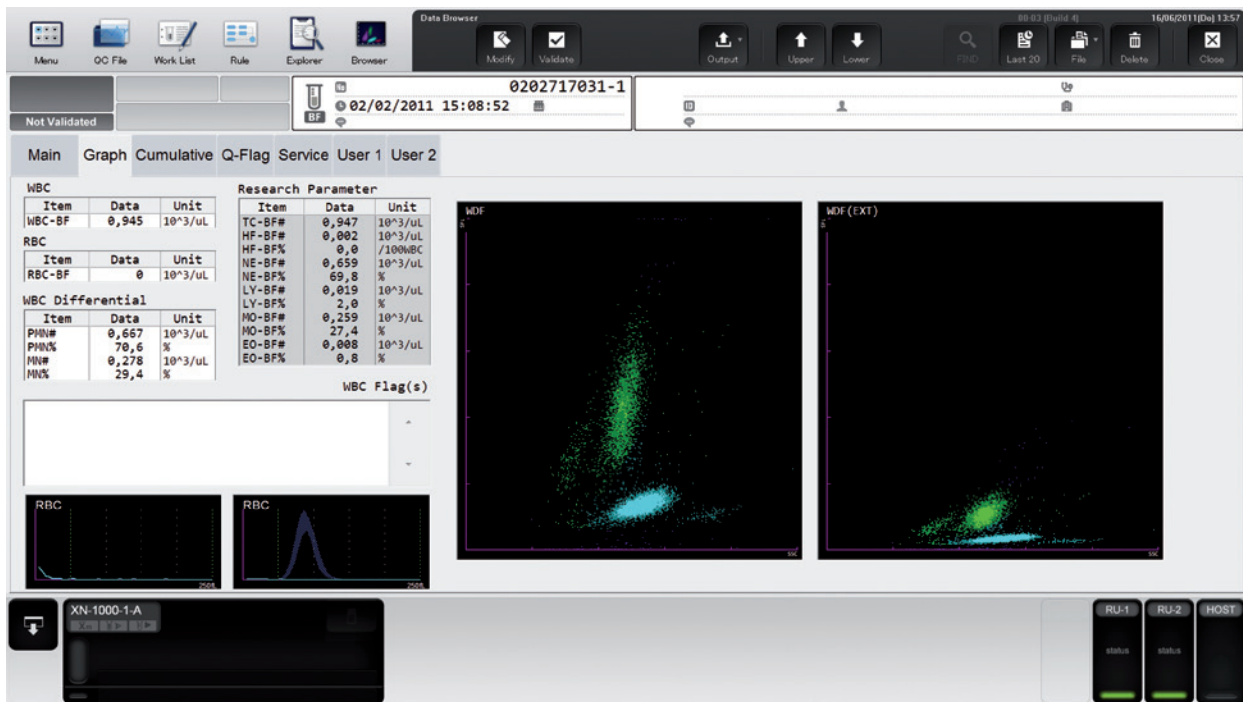 Data Browser
00-03 (Build 4) 16/06/2011(Do) 13:57
Menu QC File Work List Rule Explorer Browser Modify Validate Output Upper Lower FIND Last 20 File Delete Close
0202717031-1
02/02/2011 15:08:52
BF
ID
Not Validated
Main Graph Cumulative Q-Flag Service User 1 User 2
WBC
Item Data Unit
WBC-BF 0,945 10^3/uL
RBC
Item Data Unit
RBC-BF 0 10^3/uL
WBC Differential
Item Data Unit
PMN# 0,667 10^3/uL
PMN% 70,6 %
MN# 0,278 10^3/uL
MN% 29,4 %
Research Parameter
Item Data Unit
TC-BF# 0,947 10^3/uL
HF-BF# 0,002 10^3/uL
HF-BF% 0,0 /100WBC
NE-BF# 0,659 10^3/uL
NE-BF% 69,8 %
LY-BF# 0,019 10^3/uL
LY-BF% 2,0 %
MO-BF# 0,259 10^3/uL
MO-BF% 27,4 %
EO-BF# 0,008 10^3/uL
EO-BF% 0,8 %
WBC Flag(s)
RBC
250fL
RBC
250fL
WDF
SFL
SSC
WDF(EXT)
SFL
SSC
XN-1000-1-A
RU-1 RU-2 HOST
status status